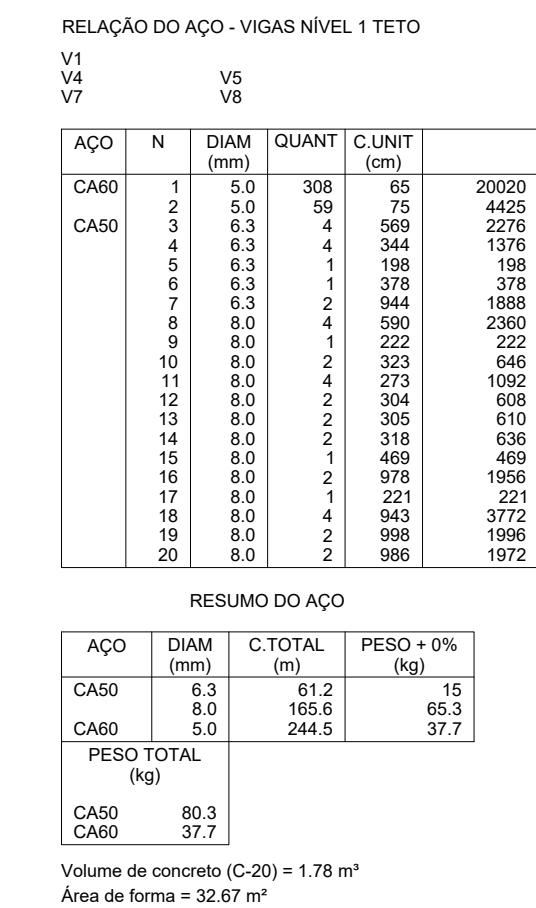 RELAÇÃO DO AÇO - VIGAS NÍVEL 1 TETO
V1
V4 V5
V7 V8
AÇO N DIAM QUANT C.UNIT
(mm) (cm)
CA60 1 5.0 308 65 20020
2 5.0 59 75 4425
CA50 3 6.3 4 569 2276
4 6.3 4 344 1376
5 6.3 1 198 198
6 6.3 1 378 378
7 6.3 2 944 1888
8 8.0 4 590 2360
9 8.0 1 222 222
10 8.0 2 323 646
11 8.0 4 273 1092
12 8.0 2 304 608
13 8.0 2 305 610
14 8.0 2 318 636
15 8.0 1 469 469
16 8.0 2 978 1956
17 8.0 1 221 221
18 8.0 4 943 3772
19 8.0 2 998 1996
20 8.0 2 986 1972
RESUMO DO AÇO
AÇO DIAM C.TOTAL PESO + 0%
(mm) (m) (kg)
CA50 6.3 61.2 15
8.0 165.6 65.3
CA60 5.0 244.5 37.7
PESO TOTAL
(kg)
CA50 80.3
CA60 37.7
Volume de concreto (C-20) = 1.78 m³
Área de forma = 32.67 m²